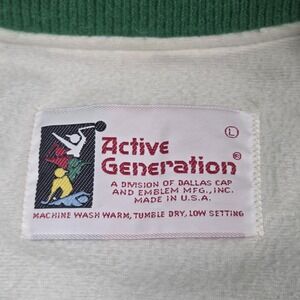 L
Active
Generation®
A DIVISION OF DALLAS CAP
AND EMBLEM MFG., INC.
MADE IN U.S.A.
MACHINE WASH WARM, TUMBLE DRY, LOW SETTING